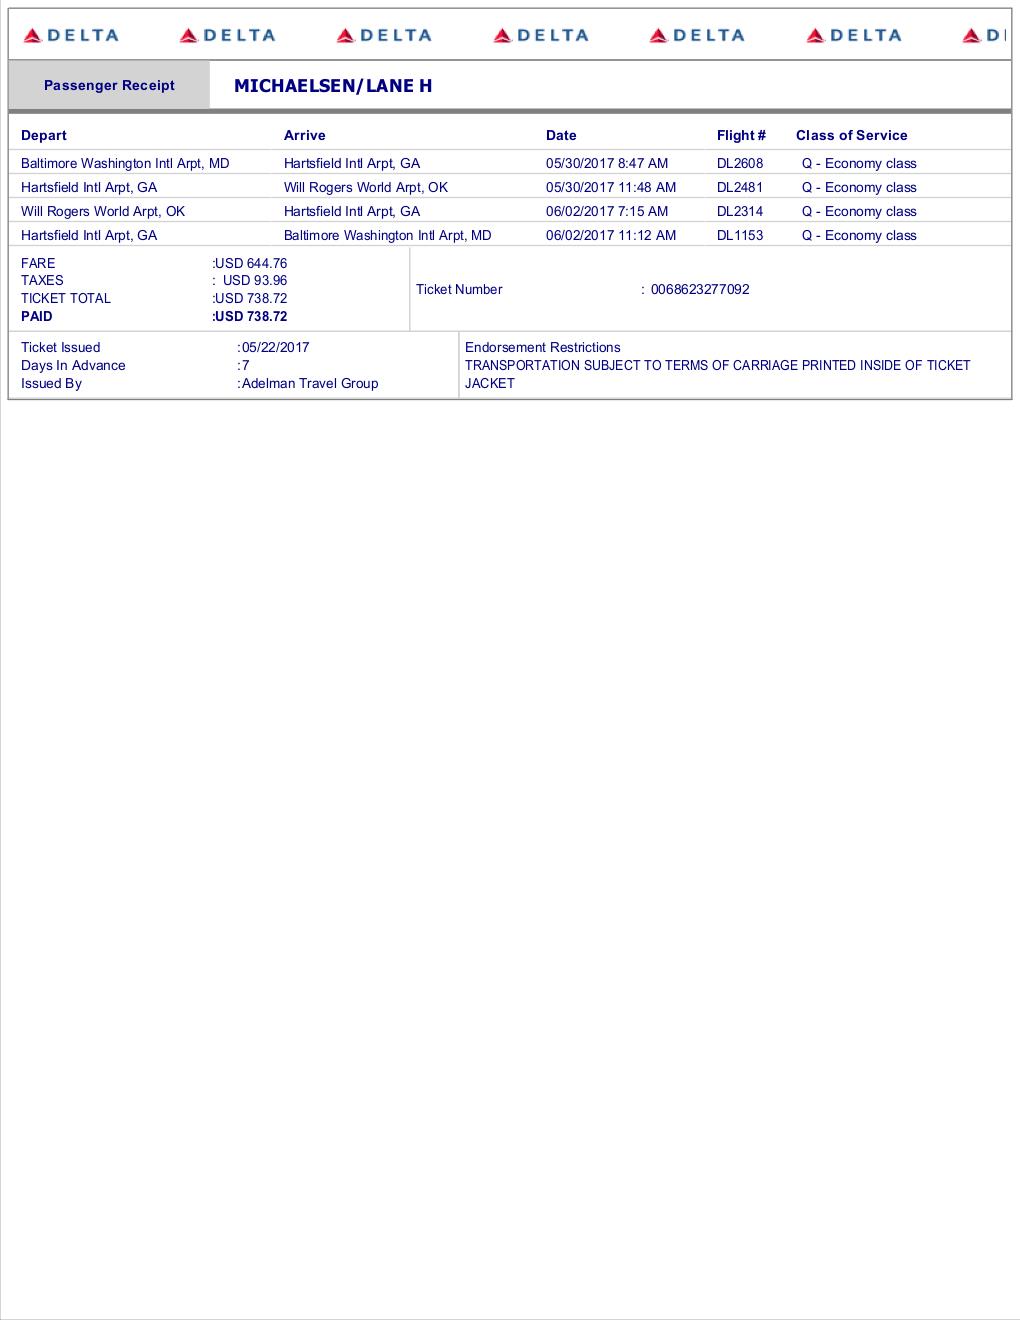 DELTA DELTA DELTA DELTA DELTA DELTA D
Passenger Receipt MICHAELSEN/LANE H
Depart Arrive Date Flight # Class of Service
Baltimore Washington Intl Arpt, MD Hartsfield Intl Arpt, GA 05/30/2017 8:47 AM DL2608 Q - Economy class
Hartsfield Intl Arpt, GA Will Rogers World Arpt, OK 05/30/2017 11:48 AM DL2481 Q - Economy class
Will Rogers World Arpt, OK Hartsfield Intl Arpt, GA 06/02/2017 7:15 AM DL2314 Q - Economy class
Hartsfield Intl Arpt, GA Baltimore Washington Intl Arpt, MD 06/02/2017 11:12 AM DL1153 Q - Economy class
FARE :USD 644.76
TAXES : USD 93.96
TICKET TOTAL :USD 738.72
PAID :USD 738.72
Ticket Number : 0068623277092
Ticket Issued :05/22/2017
Days In Advance :7
Issued By :Adelman Travel Group
Endorsement Restrictions
TRANSPORTATION SUBJECT TO TERMS OF CARRIAGE PRINTED INSIDE OF TICKET
JACKET